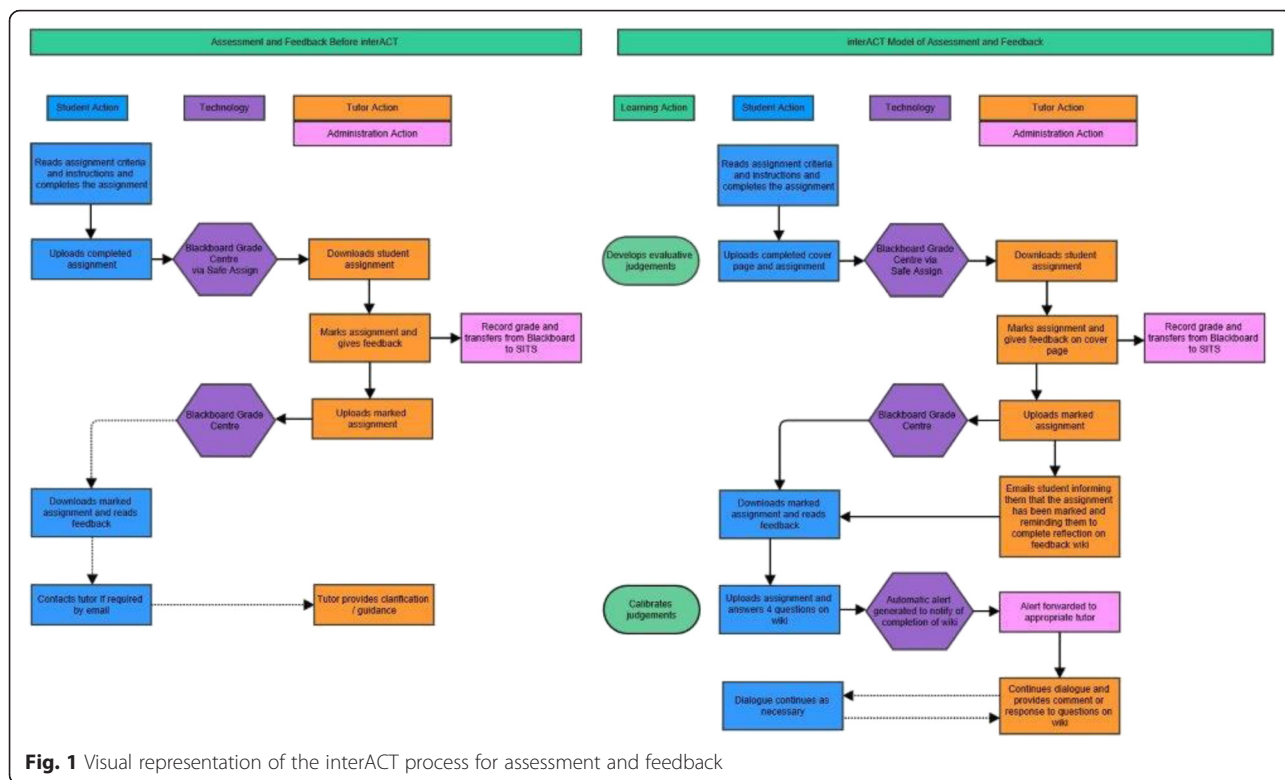 Assessment and Feedback Before interACT
Student Action
Technology
Tutor Action
Administration Action
Reads assignment criteria
and instructions and
completes the assignment
Uploads completed
assignment
Blackboard Grade
Centre
via Safe Assign
Downloads student
assignment
Marks assignment and
gives feedback
Record grade and
transfers from Blackboard
to SITS
Blackboard Grade
Centre
Uploads marked
assignment
Downloads marked
assignment and reads
feedback
Contacts tutor if required
by email
Tutor provides clarification
/ guidance
interACT Model of Assessment and Feedback
Learning Action
Student Action
Technology
Tutor Action
Administration Action
Reads assignment criteria
and instructions and
completes the assignment
Develops evaluative
judgements
Uploads completed cover
page and assignment
Blackboard Grade
Centre via
Safe Assign
Downloads student
assignment
Marks assignment and
gives feedback on cover
page
Record grade and
transfers from Blackboard
to SITS
Blackboard Grade
Centre
Uploads marked
assignment
Downloads marked
assignment and reads
feedback
Emails student informing
them that the assignment
has been marked and
reminding them to
complete reflection on
feedback wiki
Calibrates
judgements
Uploads assignment and
answers 4 questions on
wiki
Automatic alert
generated to notify of
completion of wiki
Alert forwarded to
appropriate tutor
Dialogue continues as
necessary
Continues dialogue and
provides comment or
response to questions on
wiki
Fig. 1 Visual representation of the interACT process for assessment and feedback